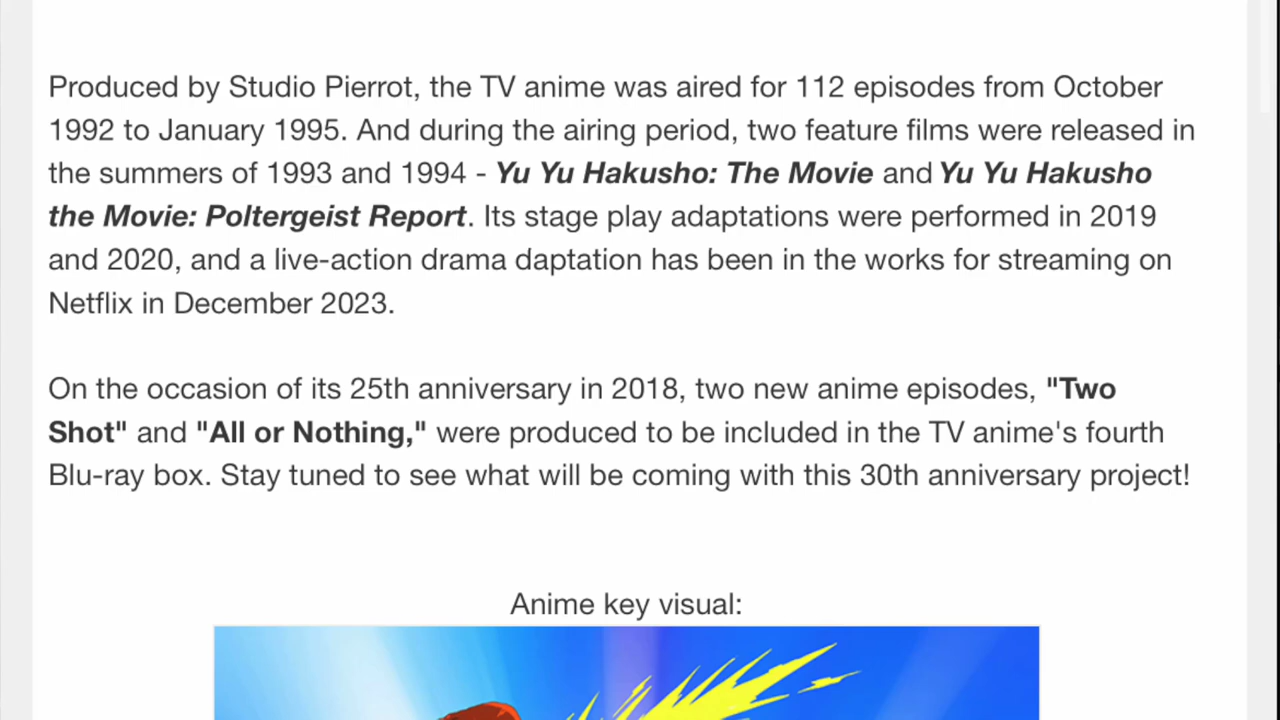 Produced by Studio Pierrot, the TV anime was aired for 112 episodes from October
1992 to January 1995. And during the airing period, two feature films were released in
the summers of 1993 and 1994 - Yu Yu Hakusho: The Movie and Yu Yu Hakusho
the Movie: Poltergeist Report. Its stage play adaptations were performed in 2019
and 2020, and a live-action drama daptation has been in the works for streaming on
Netflix in December 2023.
On the occasion of its 25th anniversary in 2018, two new anime episodes, "Two
Shot" and "All or Nothing," were produced to be included in the TV anime's fourth
Blu-ray box. Stay tuned to see what will be coming with this 30th anniversary project!
Anime key visual: